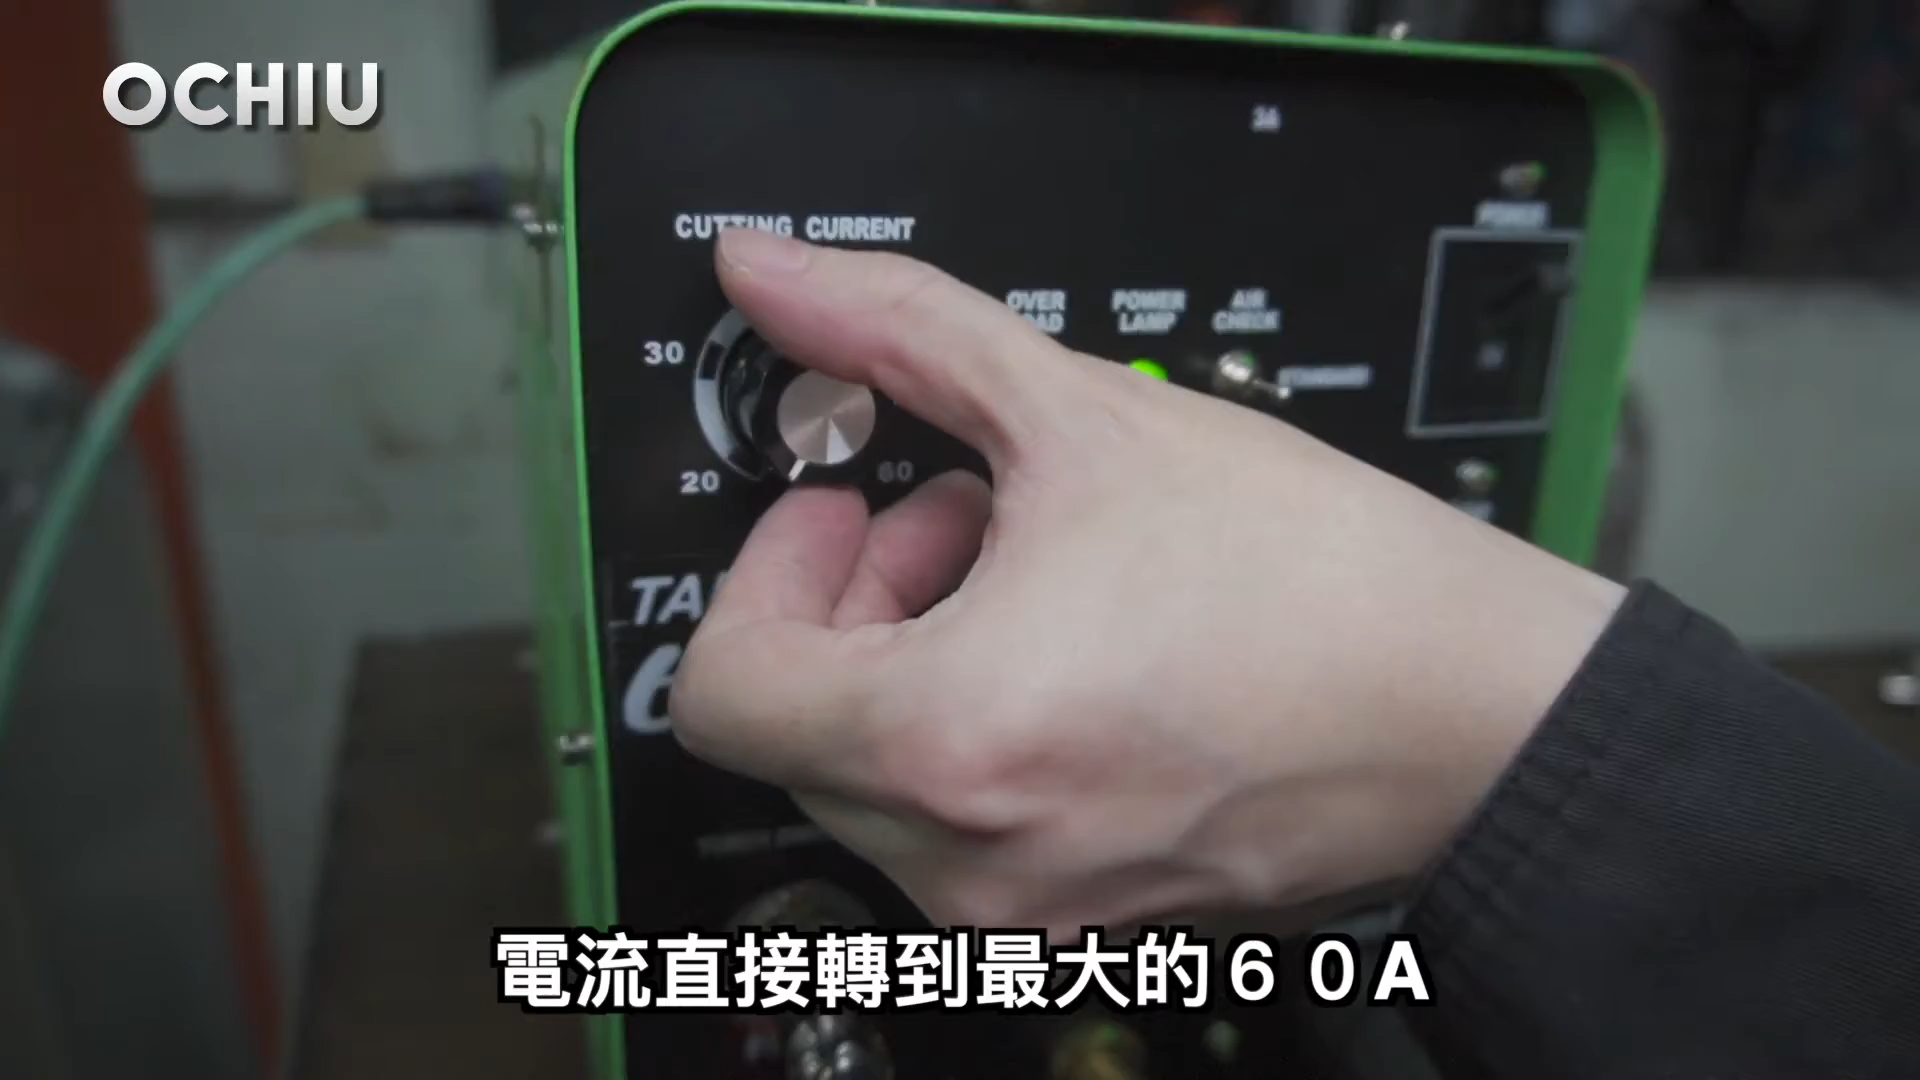 OCHIU
CUTTING CURRENT
30
OVER
POWER
LAMP
AIR
CHECK
STANDARD
POWER
20
60
電流直接轉到最大的６０A